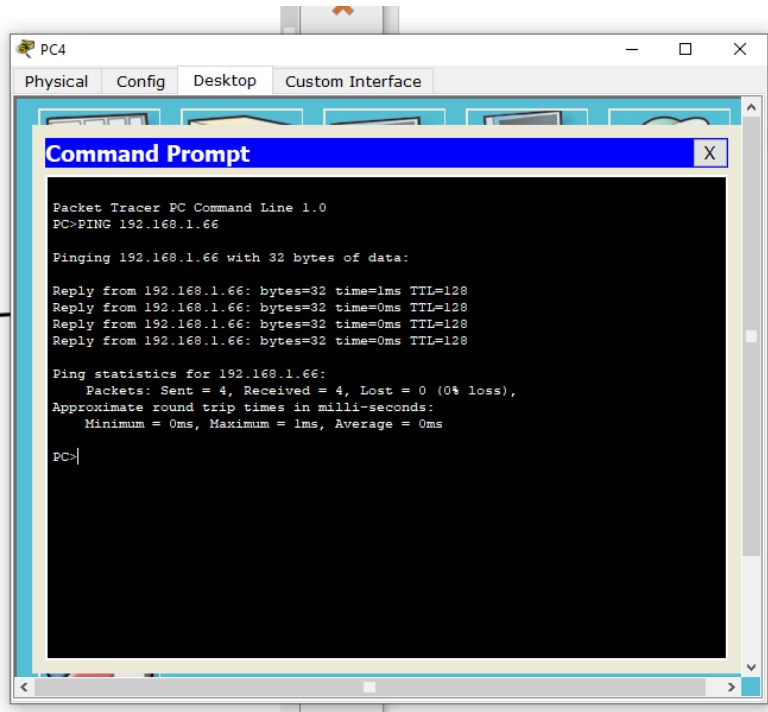 PC4
Physical Config Desktop Custom Interface
Command Prompt X
Packet Tracer PC Command Line 1.0
PC>PING 192.168.1.66
Pinging 192.168.1.66 with 32 bytes of data:
Reply from 192.168.1.66: bytes=32 time=1ms TTL=128
Reply from 192.168.1.66: bytes=32 time=0ms TTL=128
Reply from 192.168.1.66: bytes=32 time=0ms TTL=128
Reply from 192.168.1.66: bytes=32 time=0ms TTL=128
Ping statistics for 192.168.1.66:
Packets: Sent = 4, Received = 4, Lost = 0 (0% loss),
Approximate round trip times in milli-seconds:
Minimum = 0ms, Maximum = 1ms, Average = 0ms
PC>